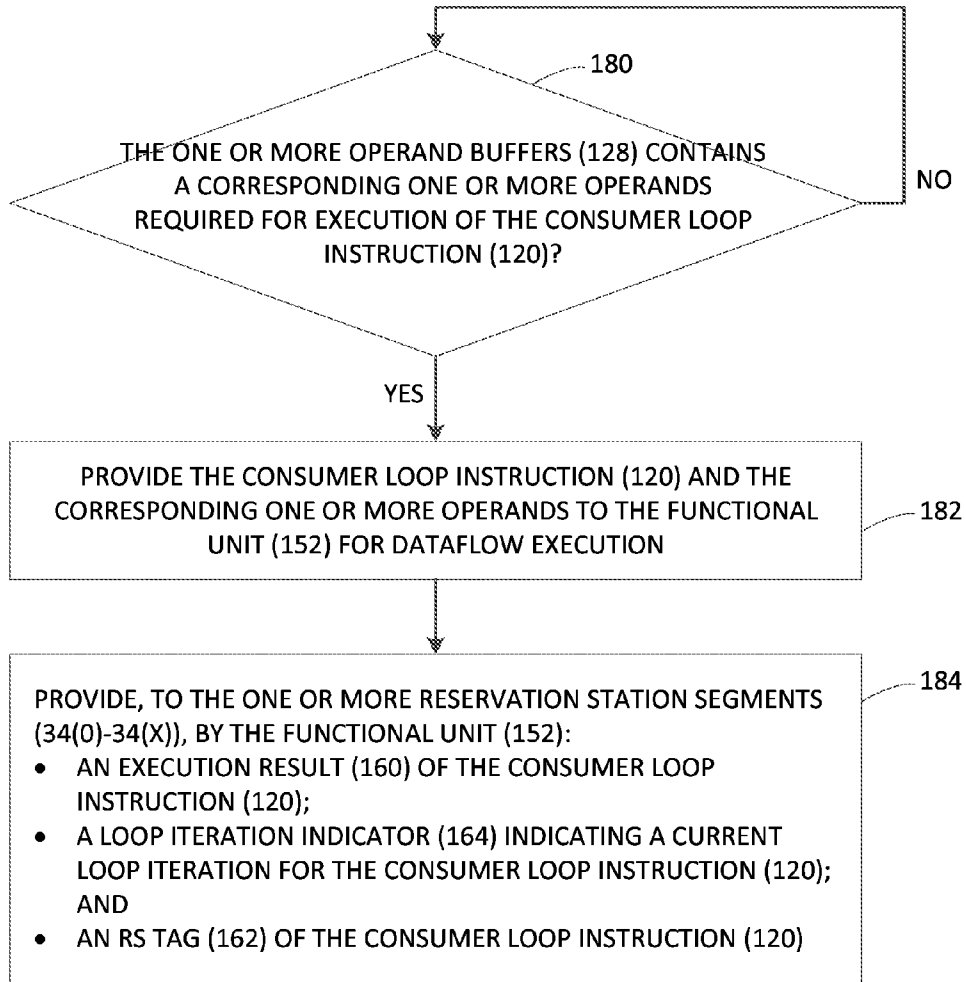 180
THE ONE OR MORE OPERAND BUFFERS (128) CONTAINS
A CORRESPONDING ONE OR MORE OPERANDS
REQUIRED FOR EXECUTION OF THE CONSUMER LOOP
INSTRUCTION (120)?
NO
YES
PROVIDE THE CONSUMER LOOP INSTRUCTION (120) AND THE
CORRESPONDING ONE OR MORE OPERANDS TO THE FUNCTIONAL
UNIT (152) FOR DATAFLOW EXECUTION
182
PROVIDE, TO THE ONE OR MORE RESERVATION STATION SEGMENTS
(34(0)-34(X)), BY THE FUNCTIONAL UNIT (152):
• AN EXECUTION RESULT (160) OF THE CONSUMER LOOP
INSTRUCTION (120);
• A LOOP ITERATION INDICATOR (164) INDICATING A CURRENT
LOOP ITERATION FOR THE CONSUMER LOOP INSTRUCTION (120);
AND
• AN RS TAG (162) OF THE CONSUMER LOOP INSTRUCTION (120)
184